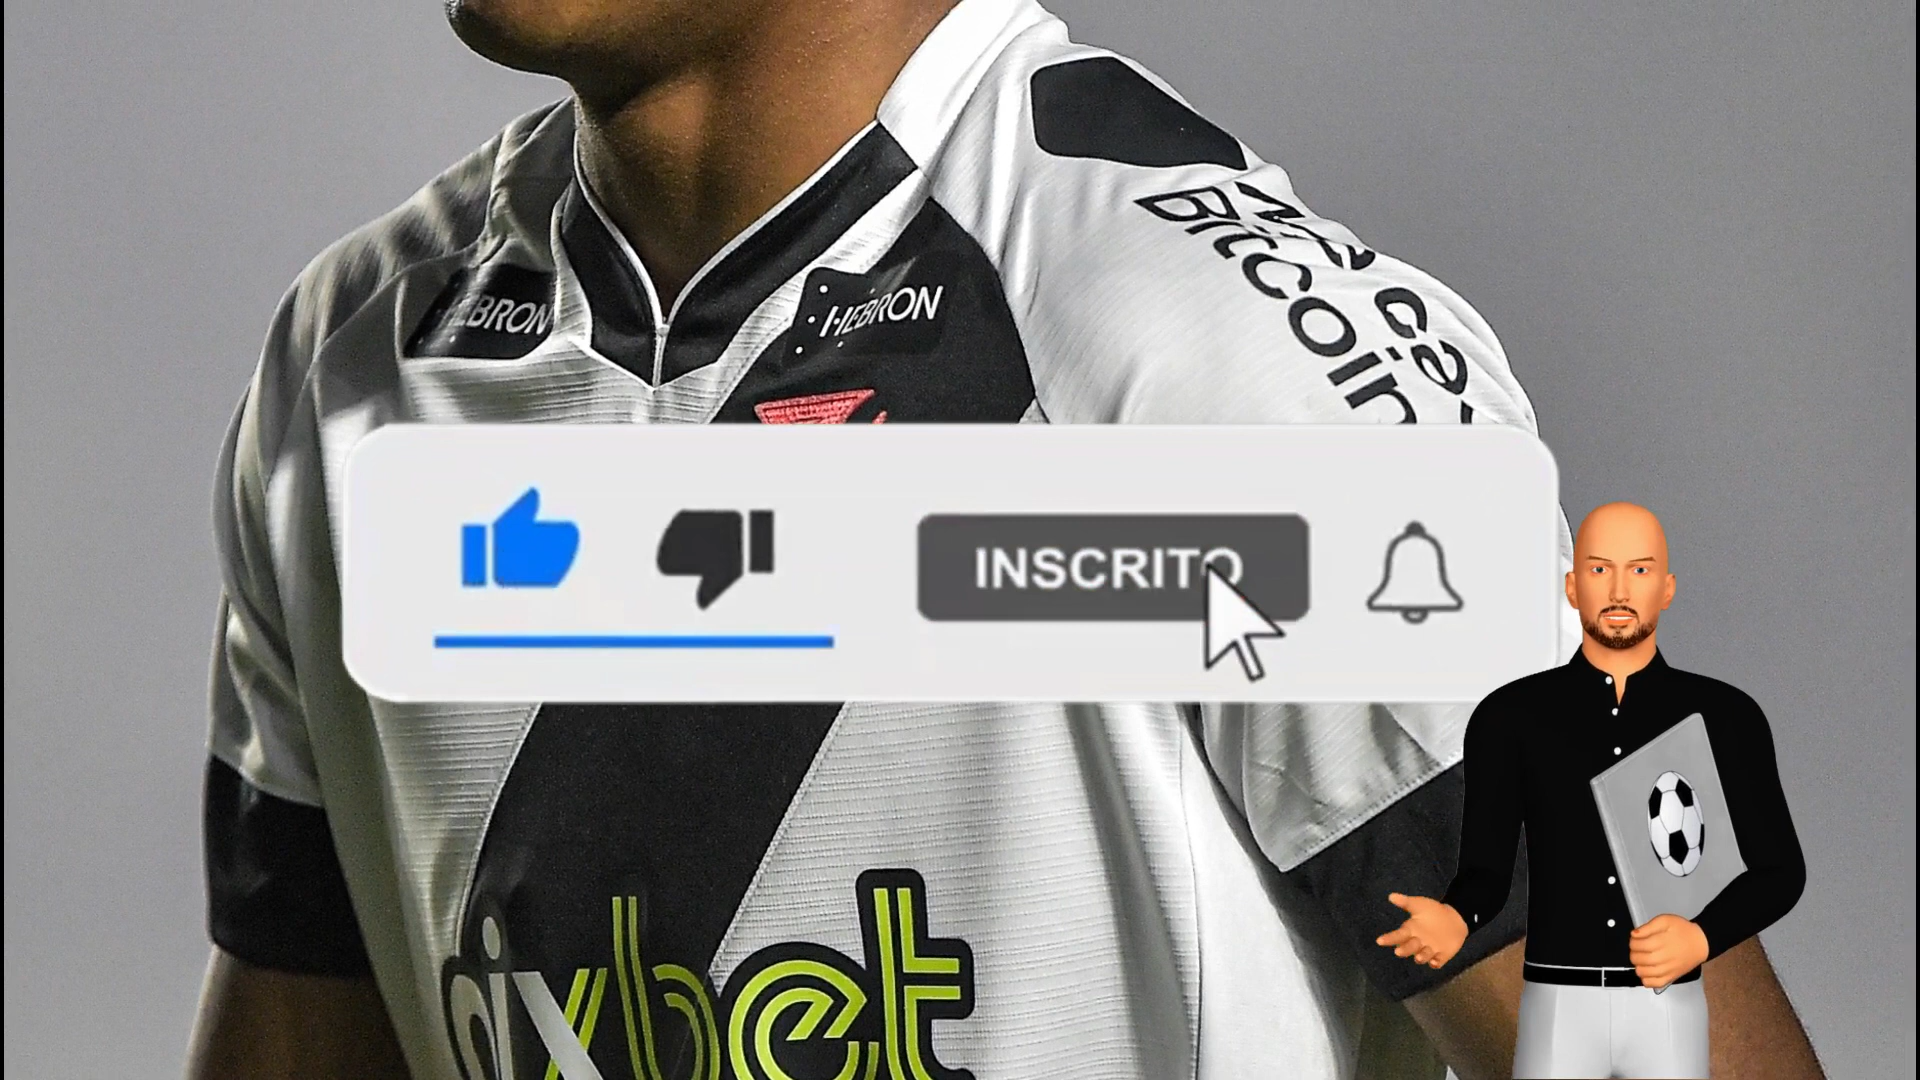 HEBRON
HEBRON
Bitcoin
INSCRITO
pixbet